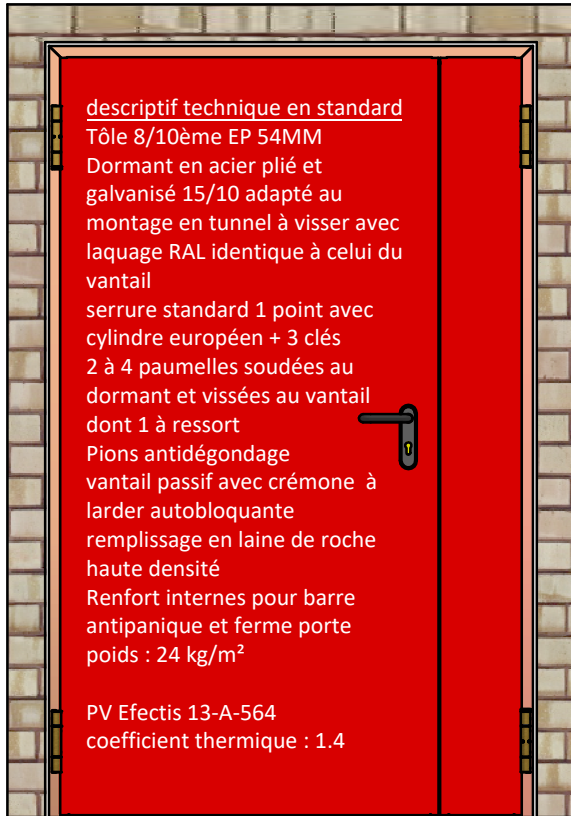 descriptif technique en standard
Tôle 8/10ème EP 54MM
Dormant en acier plié et
galvanisé 15/10 adapté au
montage en tunnel à visser avec
laquage RAL identique à celui du
vantail
serrure standard 1 point avec
cylindre européen + 3 clés
2 à 4 paumelles soudées au
dormant et vissées au vantail
dont 1 à ressort
Pions antidégondage
vantail passif avec crémone  à
larder autobloquante
remplissage en laine de roche
haute densité
Renfort internes pour barre
antipanique et ferme porte
poids : 24 kg/m²
PV Efectis 13-A-564
coefficient thermique : 1.4